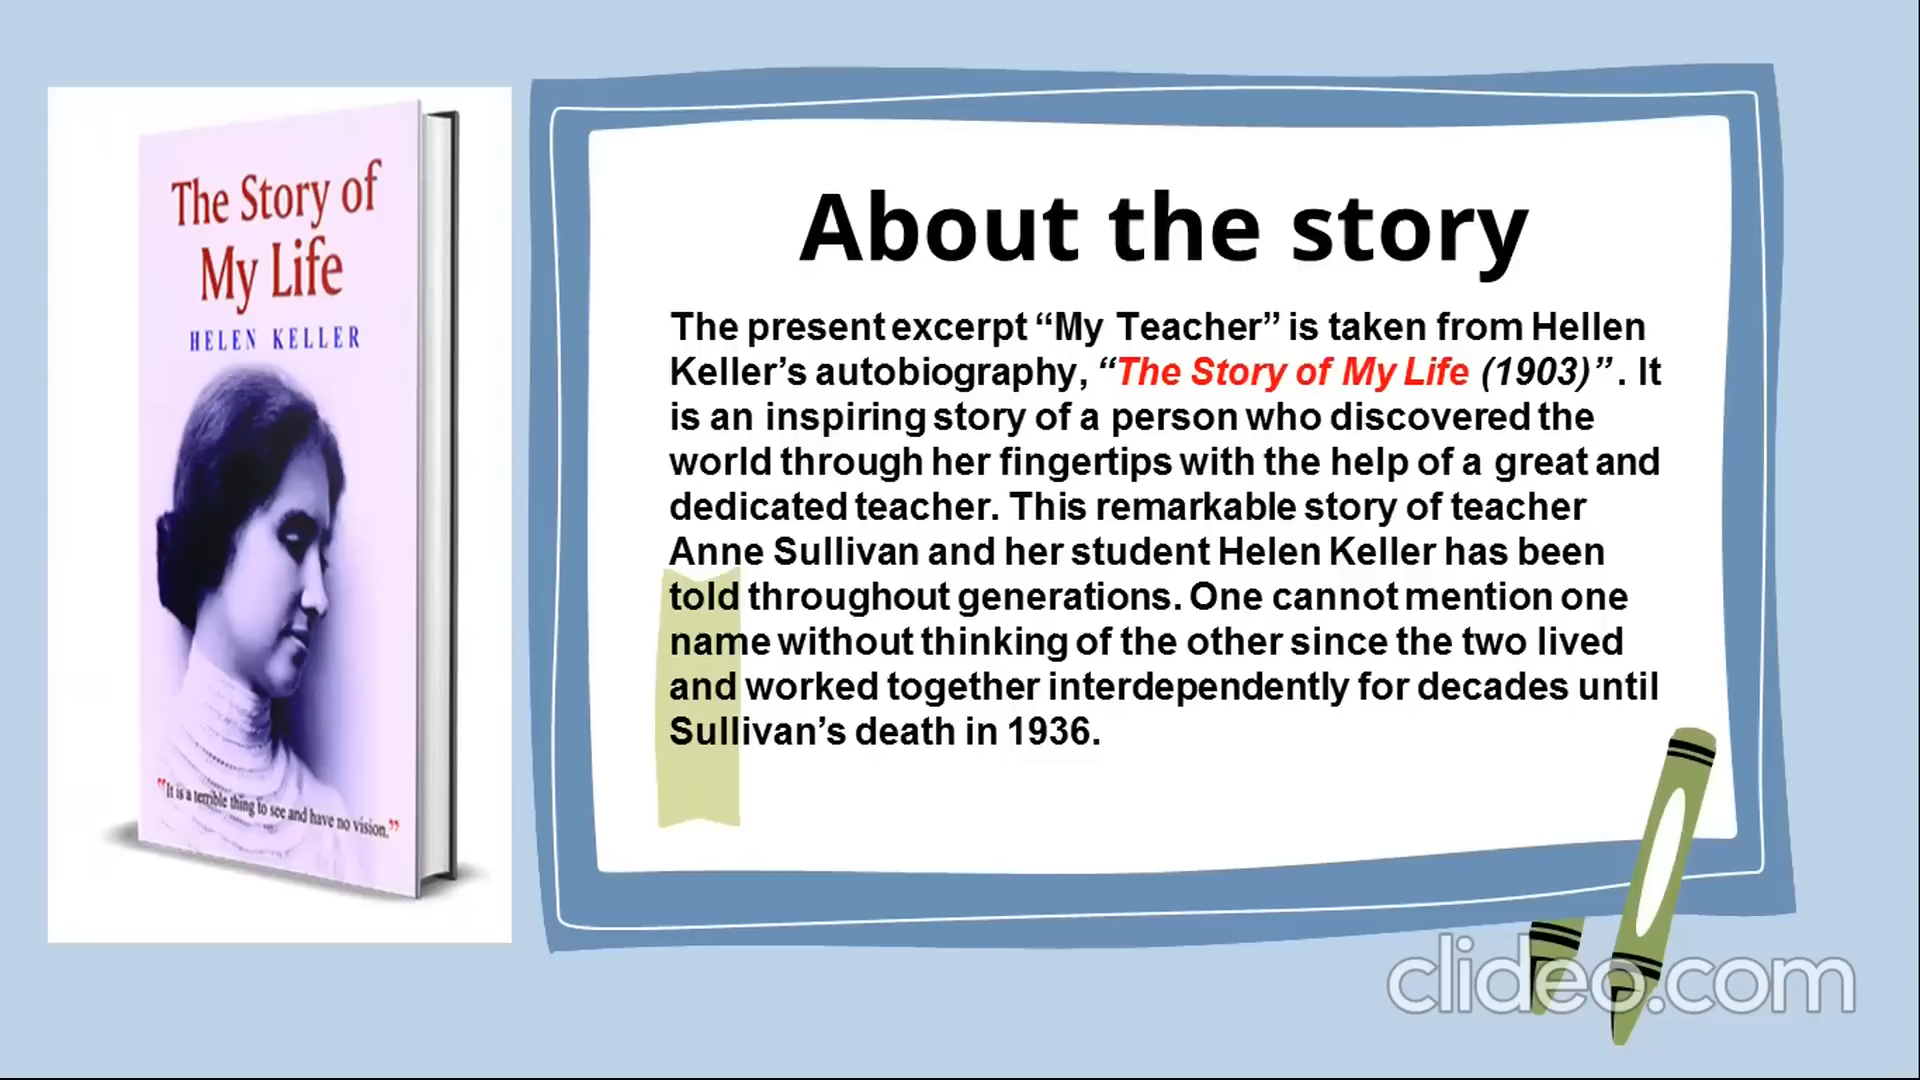 The Story of
My Life
HELEN KELLER
"It is a terrible thing to see and have no vision."
About the story
The present excerpt “My Teacher” is taken from Hellen
Keller’s autobiography, “The Story of My Life (1903)” . It
is an inspiring story of a person who discovered the
world through her fingertips with the help of a great and
dedicated teacher. This remarkable story of teacher
Anne Sullivan and her student Helen Keller has been
told throughout generations. One cannot mention one
name without thinking of the other since the two lived
and worked together interdependently for decades until
Sullivan’s death in 1936.
clideo.com